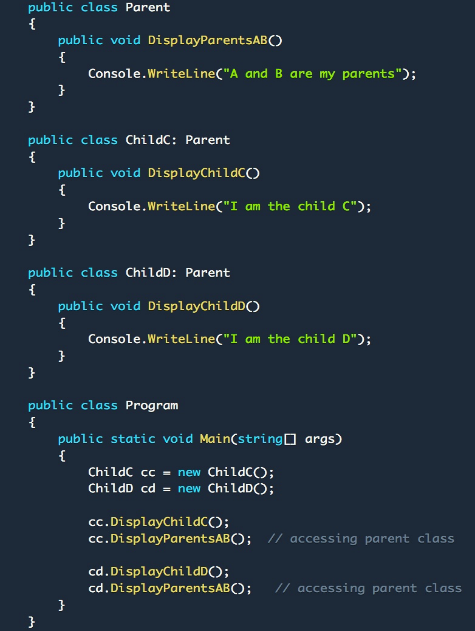 public class Parent
{
    public void DisplayParentsAB()
    {
        Console.WriteLine("A and B are my parents");
    }
}

public class ChildC: Parent
{
    public void DisplayChildC()
    {
        Console.WriteLine("I am the child C");
    }
}

public class ChildD: Parent
{
    public void DisplayChildD()
    {
        Console.WriteLine("I am the child D");
    }
}

public class Program
{
    public static void Main(string[] args)
    {
        ChildC cc = new ChildC();
        ChildD cd = new ChildD();

        cc.DisplayChildC();
        cc.DisplayParentsAB();  // accessing parent class

        cd.DisplayChildD();
        cd.DisplayParentsAB();   // accessing parent class
    }
}